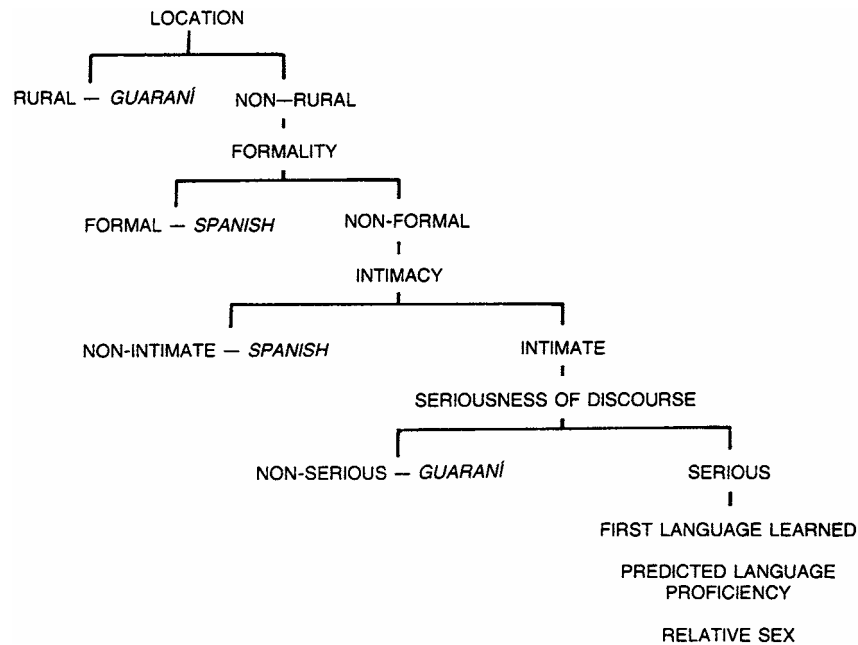 LOCATION
RURAL — GUARANÍ NON—RURAL
FORMALITY
FORMAL — SPANISH NON-FORMAL
INTIMACY
NON-INTIMATE — SPANISH INTIMATE
SERIOUSNESS OF DISCOURSE
NON-SERIOUS — GUARANÍ SERIOUS
FIRST LANGUAGE LEARNED
PREDICTED LANGUAGE
PROFICIENCY
RELATIVE SEX